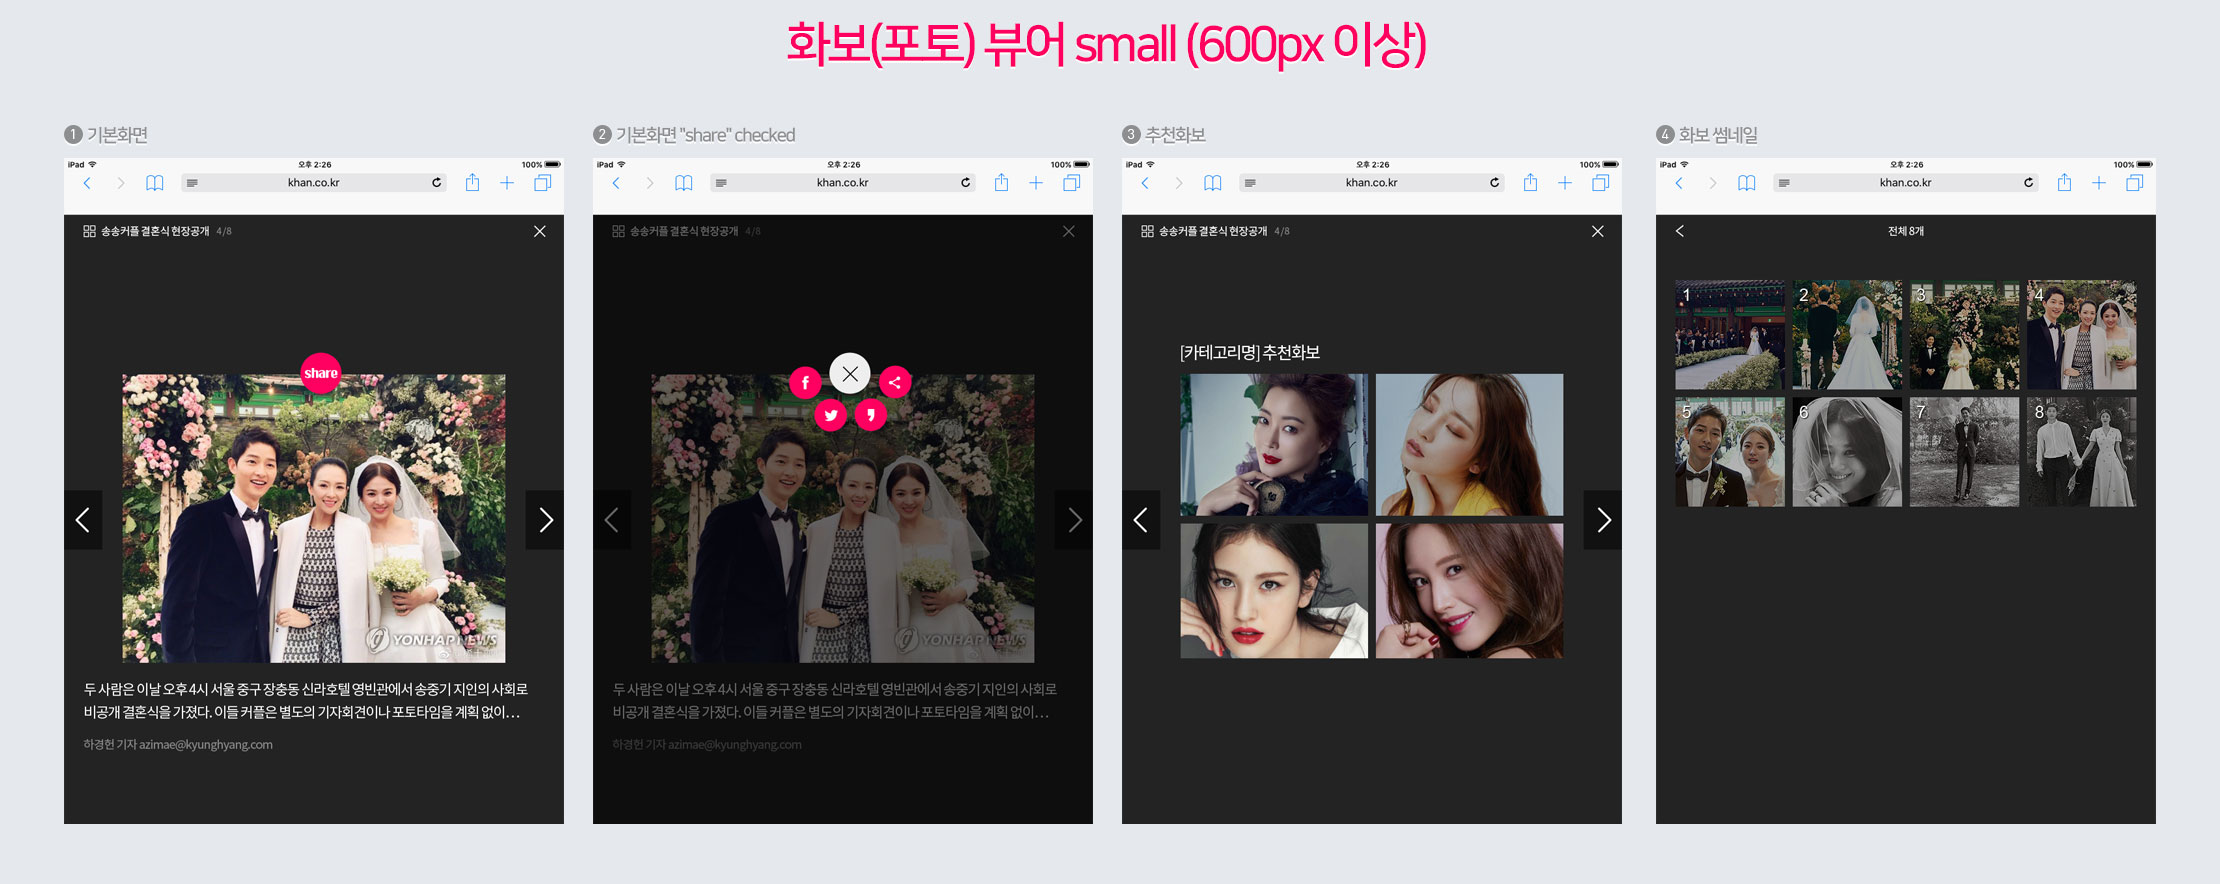 화보(포토) 뷰어 small (600px 이상)
1 기본화면
iPad 오후 2:26 100%
khan.co.kr
송송커플 결혼식 현장공개 4/8
share
YONHAP NEWS
두 사람은 이날 오후 4시 서울 중구 장충동 신라호텔 영빈관에서 송중기 지인의 사회로
비공개 결혼식을 가졌다. 이들 커플은 별도의 기자회견이나 포토타임을 계획 없이…
하경헌 기자 azimae@kyunghyang.com
2 기본화면 "share" checked
iPad 오후 2:26 100%
khan.co.kr
송송커플 결혼식 현장공개 4/8
YONHAP NEWS
두 사람은 이날 오후 4시 서울 중구 장충동 신라호텔 영빈관에서 송중기 지인의 사회로
비공개 결혼식을 가졌다. 이들 커플은 별도의 기자회견이나 포토타임을 계획 없이…
하경헌 기자 azimae@kyunghyang.com
3 추천화보
iPad 오후 2:26 100%
khan.co.kr
송송커플 결혼식 현장공개 4/8
[카테고리명] 추천화보
4 화보 썸네일
iPad 오후 2:26 100%
khan.co.kr
전체 8개
1 2 3 4
5 6 7 8